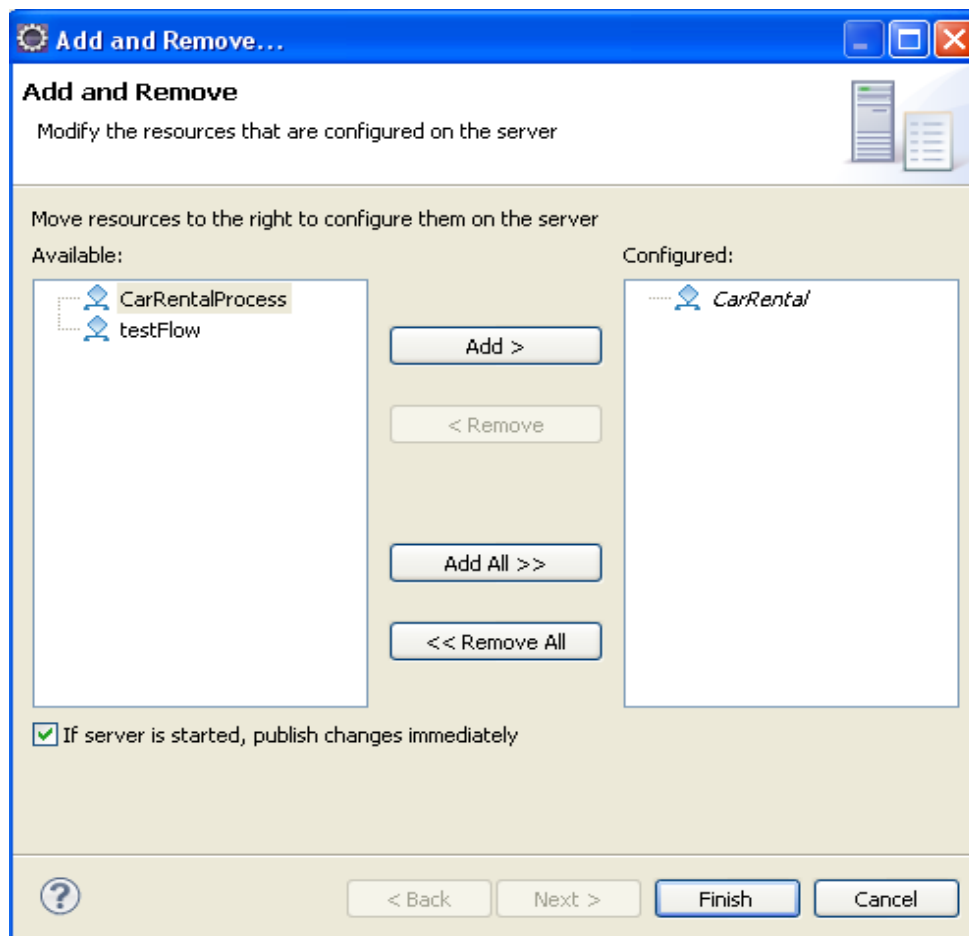 Add and Remove...
Add and Remove
Modify the resources that are configured on the server
Move resources to the right to configure them on the server
Available:
Configured:
CarRentalProcess
testFlow
CarRental
Add >
< Remove
Add All >>
<< Remove All
If server is started, publish changes immediately
?
< Back
Next >
Finish
Cancel